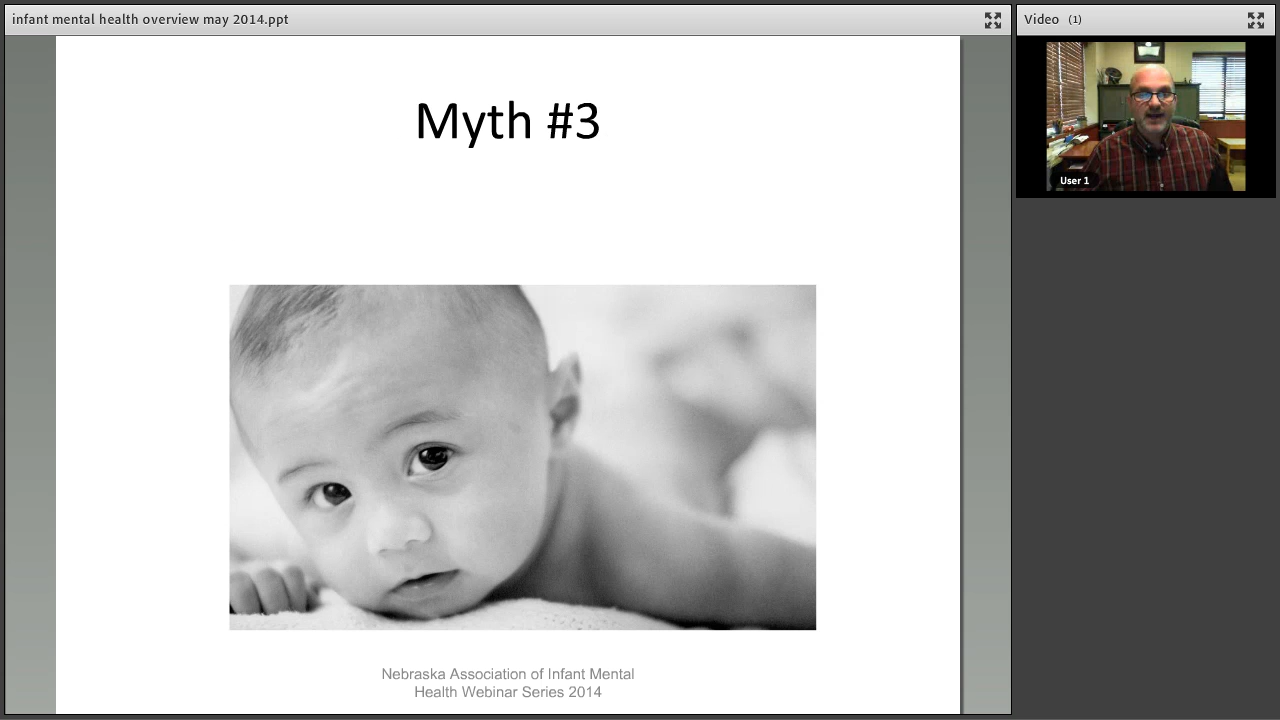 infant mental health overview may 2014.ppt
Video (1)
Myth #3
User 1
Nebraska Association of Infant Mental
Health Webinar Series 2014